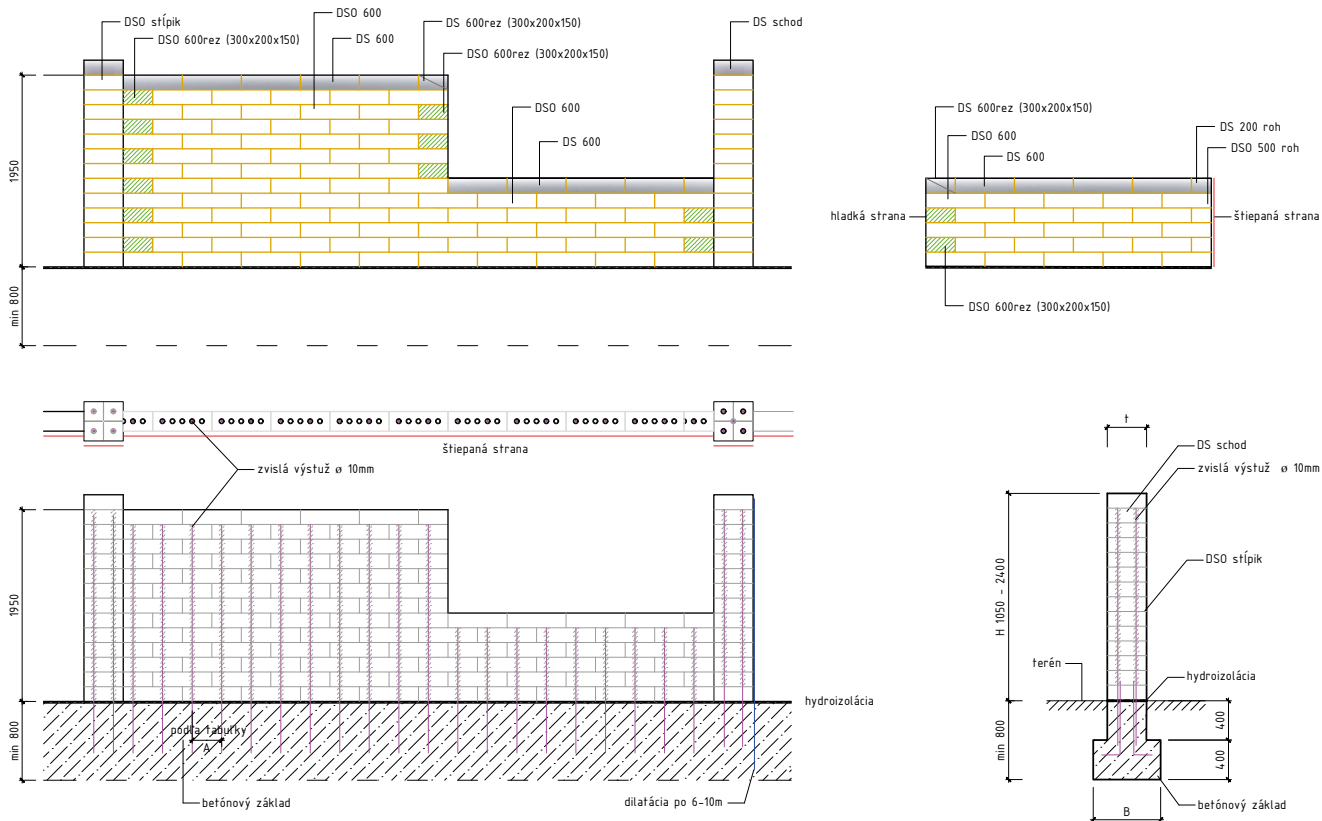 DSO stĺpik
DSO 600rez (300x200x150)
DSO 600
DS 600
DS 600rez (300x200x150)
DSO 600rez (300x200x150)
DSO 600
DS 600
DS schod
1950
min 800
DS 600rez (300x200x150)
DSO 600
DS 600
DS 200 roh
DSO 500 roh
hladká strana
štiepaná strana
DSO 600rez (300x200x150)
štiepaná strana
zvislá výstuž ø 10mm
1950
min 800
podľa tabuľky
A
hydroizolácia
betónový základ
dilatácia po 6-10m
t
DS schod
zvislá výstuž ø 10mm
DSO stĺpik
H 1050 - 2400
terén
hydroizolácia
min 800
400
400
betónový základ
B